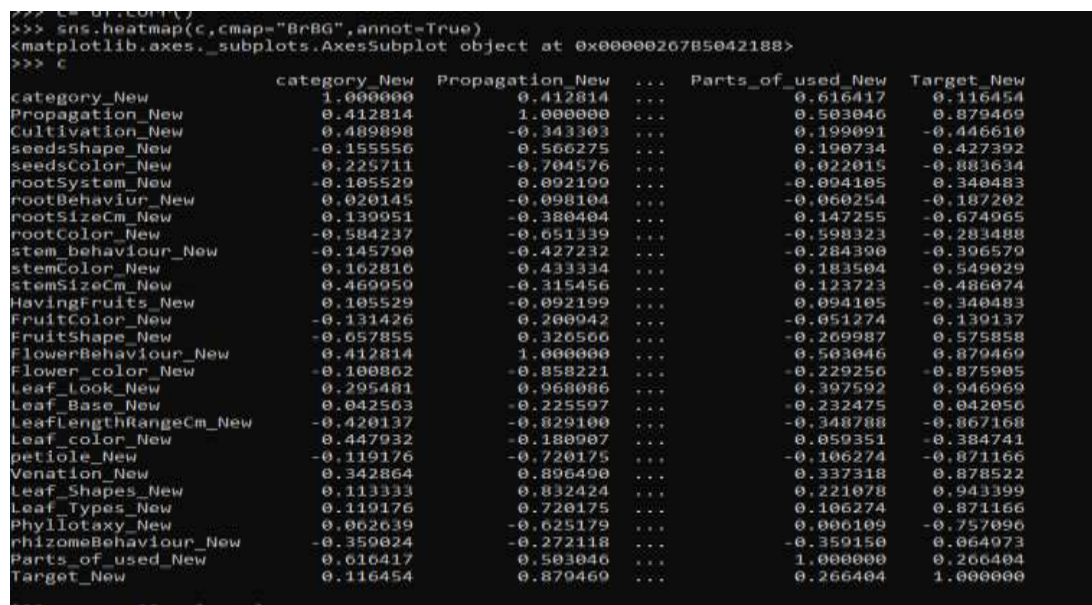 >>> c= df.corr()
>>> sns.heatmap(c,cmap="BrBG",annot=True)
<matplotlib.axes._subplots.AxesSubplot object at 0x0000026785042188>
>>> c
category_New Propagation_New ... Parts_of_used_New Target_New
category_New 1.000000 0.412814 ... 0.616417 0.116454
Propagation_New 0.412814 1.000000 ... 0.503046 0.879469
Cultivation_New 0.489898 -0.343303 ... 0.199091 -0.446610
seedsShape_New -0.155556 0.566275 ... 0.190734 0.427392
seedsColor_New 0.225711 -0.704576 ... 0.022015 -0.883634
rootSystem_New -0.105529 0.092199 ... -0.094105 0.340483
rootBehaviur_New 0.020145 -0.098104 ... -0.060254 -0.187202
rootSizeCm_New 0.139951 -0.380404 ... 0.147255 -0.674965
rootColor_New -0.584237 -0.651339 ... -0.598323 -0.283488
stem_behaviour_New -0.145790 -0.427232 ... -0.284390 -0.396579
stemColor_New 0.162816 0.433334 ... 0.183504 0.549029
stemSizeCm_New 0.469959 -0.315456 ... 0.123723 -0.486074
HavingFruits_New 0.105529 -0.092199 ... 0.094105 -0.340483
FruitColor_New -0.131426 0.200942 ... -0.051274 0.139137
FruitShape_New -0.657855 0.326566 ... -0.269987 0.575858
FlowerBehaviour_New 0.412814 1.000000 ... 0.503046 0.879469
Flower_color_New -0.100862 -0.858221 ... -0.229256 -0.875905
Leaf_Look_New 0.295481 0.968086 ... 0.397592 0.946969
Leaf_Base_New 0.042563 -0.225597 ... -0.232475 0.042056
LeafLengthRangeCm_New -0.420137 -0.829100 ... -0.348788 -0.867168
Leaf_color_New 0.447932 -0.180907 ... 0.059351 -0.384741
petiole_New -0.119176 -0.720175 ... -0.106274 -0.871166
Venation_New 0.342864 0.896490 ... 0.337318 0.878522
Leaf_Shapes_New 0.113333 0.832424 ... 0.221078 0.943399
Leaf_Types_New 0.119176 0.720175 ... 0.106274 0.871166
Phyllotaxy_New 0.062639 -0.625179 ... 0.006109 -0.757096
rhizomeBehaviour_New -0.359024 -0.272118 ... -0.359150 0.064973
Parts_of_used_New 0.616417 0.503046 ... 1.000000 0.266404
Target_New 0.116454 0.879469 ... 0.266404 1.000000